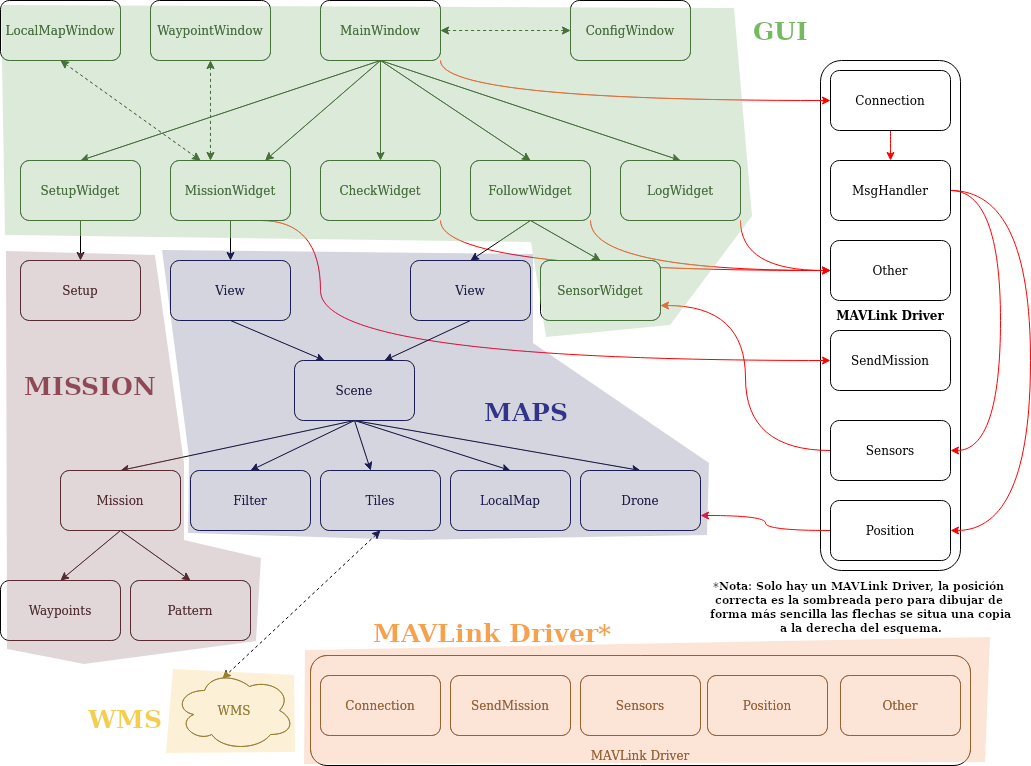 LocalMapWindow
WaypointWindow
MainWindow
ConfigWindow
GUI
Connection
SetupWidget
MissionWidget
CheckWidget
FollowWidget
LogWidget
MsgHandler
Setup
View
View
SensorWidget
Other
MAVLink Driver
SendMission
MISSION
Scene
MAPS
Sensors
Mission
Filter
Tiles
LocalMap
Drone
Position
Waypoints
Pattern
*Nota: Solo hay un MAVLink Driver, la posición
correcta es la sombreada pero para dibujar de
forma más sencilla las flechas se situa una copia
a la derecha del esquema.
MAVLink Driver*
WMS
WMS
Connection
SendMission
Sensors
Position
Other
MAVLink Driver